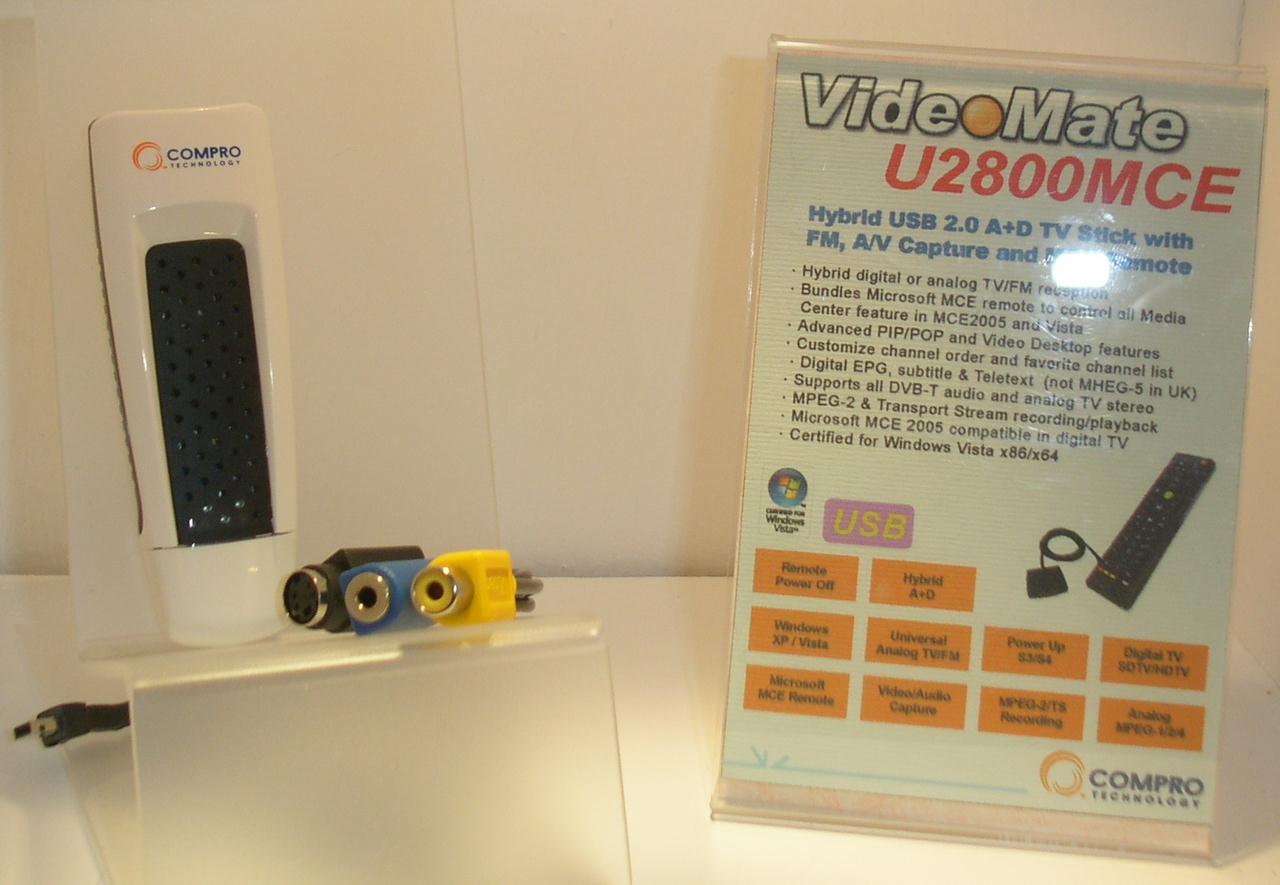 COMPRO
TECHNOLOGY
VideoMate
U2800MCE
Hybrid USB 2.0 A+D TV Stick with
FM, A/V Capture and Remote
· Hybrid digital or analog TV/FM reception
· Bundles Microsoft MCE remote to control all Media
Center feature in MCE2005 and Vista
· Advanced PIP/POP and Video Desktop features
· Customize channel order and favorite channel list
· Digital EPG, subtitle & Teletext (not MHEG-5 in UK)
· Supports all DVB-T audio and analog TV stereo
· MPEG-2 & Transport Stream recording/playback
· Microsoft MCE 2005 compatible in digital TV
· Certified for Windows Vista x86/x64
CERTIFIED FOR
Windows
Vista™
USB
Remote
Power Off
Hybrid
A+D
Windows
XP / Vista
Universal
Analog TV/FM
Power Up
S3/S4
Digital TV
SDTV/HDTV
Microsoft
MCE Remote
Video/Audio
Capture
MPEG-2/TS
Recording
Analog
MPEG-1/2/4
COMPRO
TECHNOLOGY